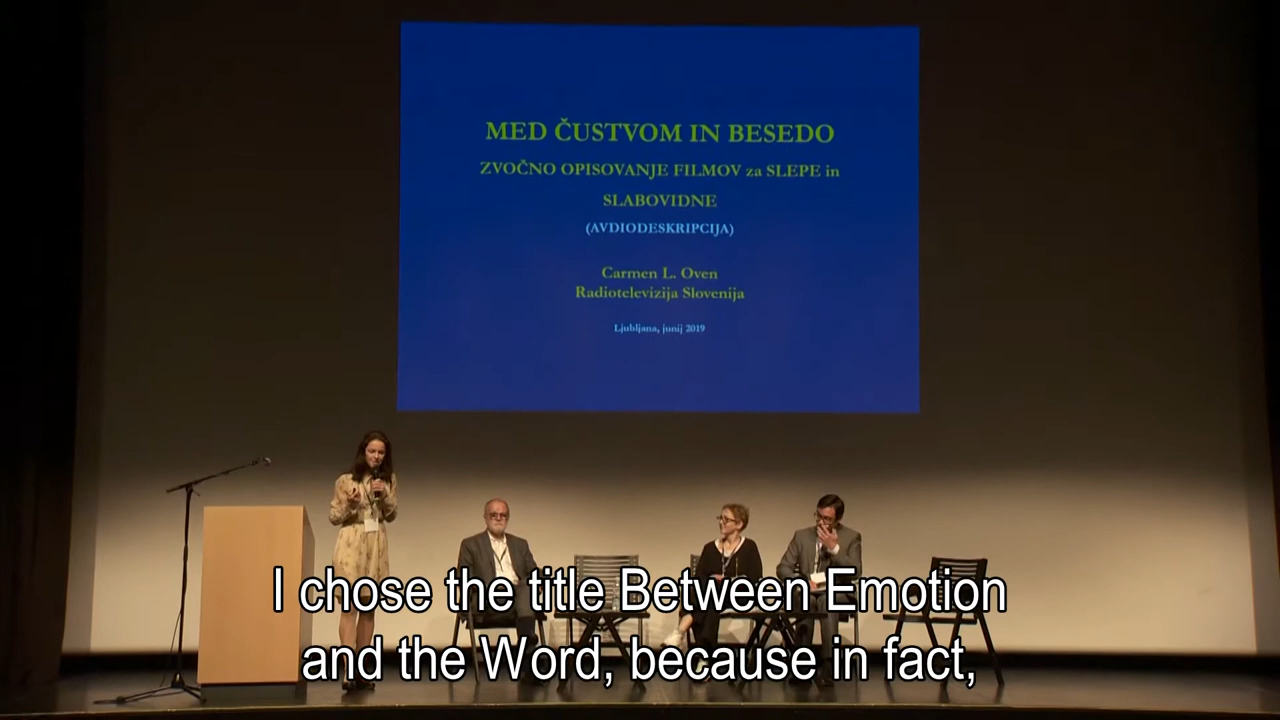 MED ČUSTVOM IN BESEDO
ZVOČNO OPISOVANJE FILMOV za SLEPE in
SLABOVIDNE
(AVDIODESKRIPCIJA)
Carmen L. Oven
Radiotelevizija Slovenija
Ljubljana, junij 2019
I chose the title Between Emotion
and the Word, because in fact,